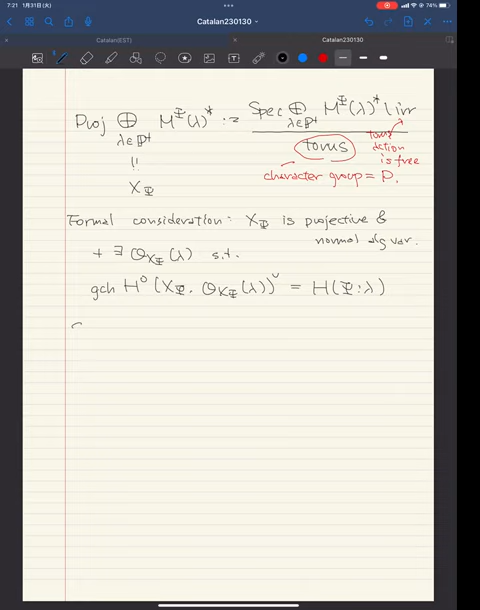 7:21 1月31日(火)
74%
Catalan230130
Catalan(EST)
Catalan230130
Proj ⊕ M^Ψ(λ)* := Spec ⊕ M^Ψ(λ)* \ irr
λ∈P⁺ λ∈P⁺
torus
torus action is free
character group = P.
!!
X_Ψ
Formal consideration: X_Ψ is projective &
normal alg var.
+ ∃ O_{X_Ψ}(λ) s.t.
gch H⁰(X_Ψ, O_{X_Ψ}(λ))^∨ = H(Ψ:λ)